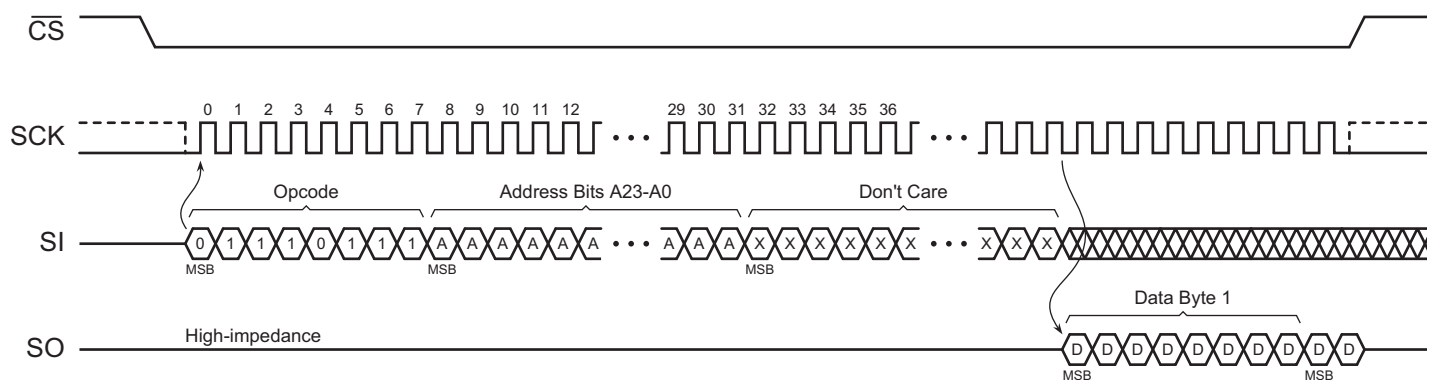 CS
0 1 2 3 4 5 6 7 8 9 10 11 12 29 30 31 32 33 34 35 36
SCK
Opcode Address Bits A23-A0 Don't Care
SI 0 1 1 1 0 1 1 1 A A A A A A A A A X X X X X X X X X
MSB MSB MSB
Data Byte 1
High-impedance
SO D D D D D D D D D D
MSB MSB